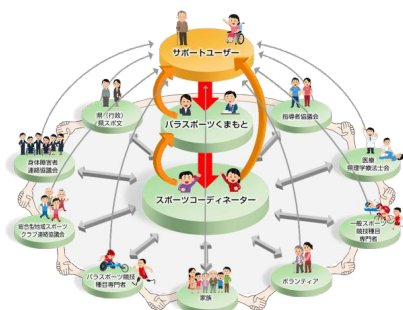 サポートユーザー
県(行政)
県スポ文
指導者協議会
パラスポーツくまもと
身体障害者
連絡協議会
医療
県理学療法士会
スポーツコーディネーター
総合型地域スポーツ
クラブ連絡協議会
一般スポーツ
競技種目
専門者
パラスポーツ競技
種目専門者
家族
ボランティア